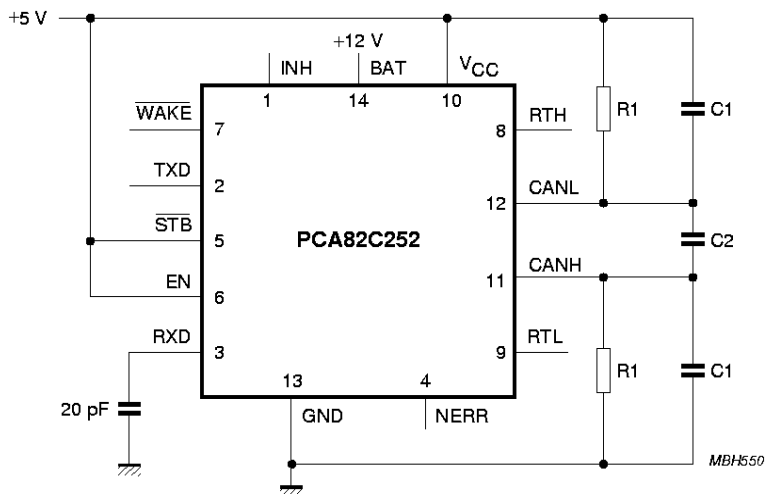 +5 V
+12 V
INH
BAT
VCC
1
14
10
WAKE
7
8
RTH
R1
C1
TXD
2
12
CANL
STB
5
PCA82C252
C2
11
CANH
EN
6
RXD
3
9
RTL
R1
C1
13
4
20 pF
GND
NERR
MBH550